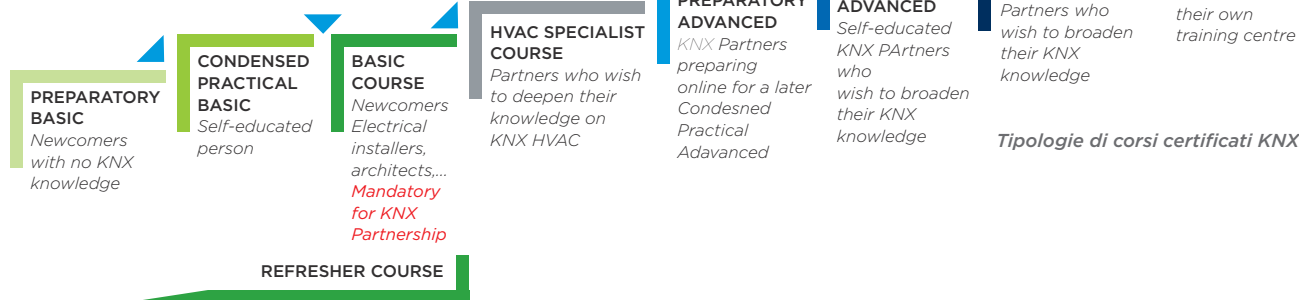 PREPARATORY
BASIC
Newcomers
with no KNX
knowledge
CONDENSED
PRACTICAL
BASIC
Self-educated
person
BASIC
COURSE
Newcomers
Electrical
installers,
architects,...
Mandatory
for KNX
Partnership
REFRESHER COURSE
HVAC SPECIALIST
COURSE
Partners who wish
to deepen their
knowledge on
KNX HVAC
PREPARATORY
ADVANCED
KNX Partners
preparing
online for a later
Condesned
Practical
Adavanced
ADVANCED
Self-educated
KNX PArtners
who
wish to broaden
their KNX
knowledge
Partners who
wish to broaden
their KNX
knowledge
their own
training centre
Tipologie di corsi certificati KNX